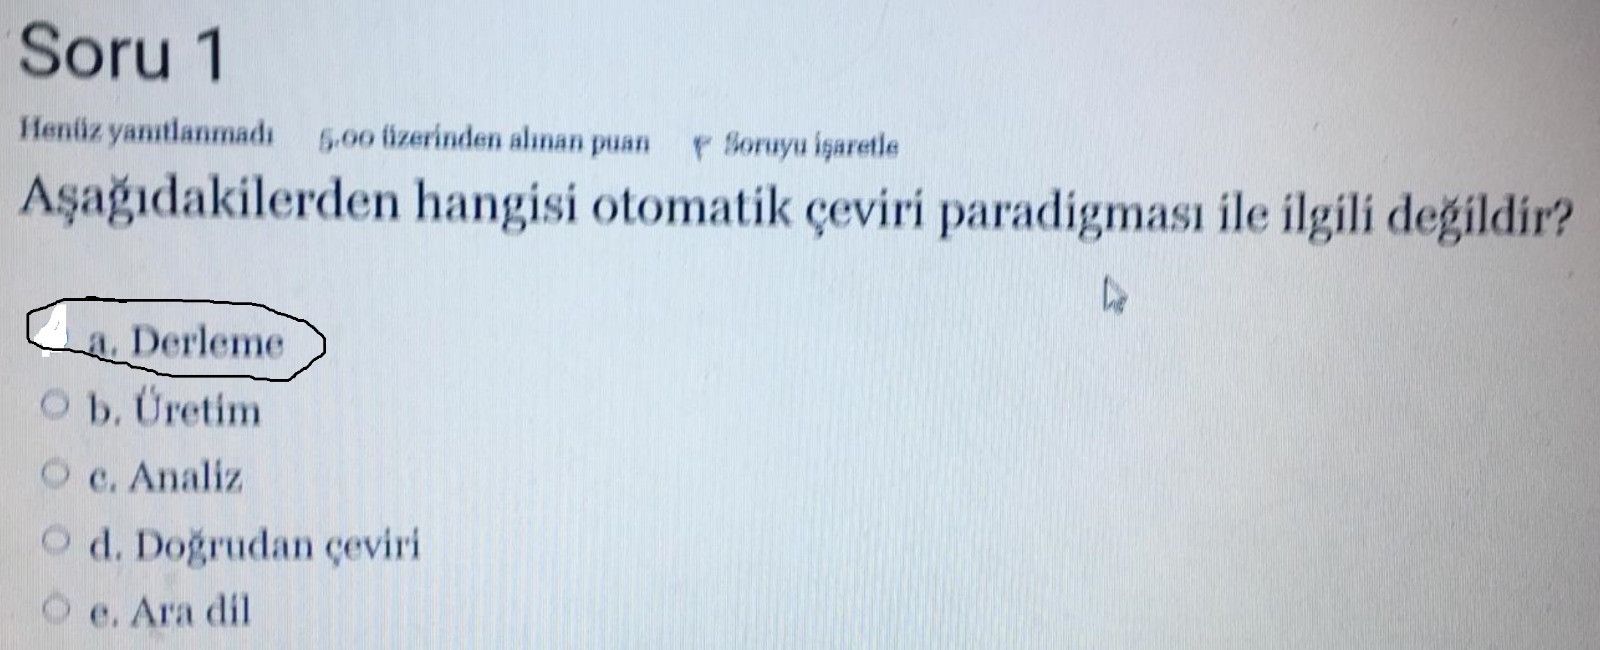 Soru 1
Henüz yanıtlanmadı 5,00 üzerinden alınan puan Soruyu işaretle
Aşağıdakilerden hangisi otomatik çeviri paradigması ile ilgili değildir?
a. Derleme
b. Üretim
c. Analiz
d. Doğrudan çeviri
e. Ara dil